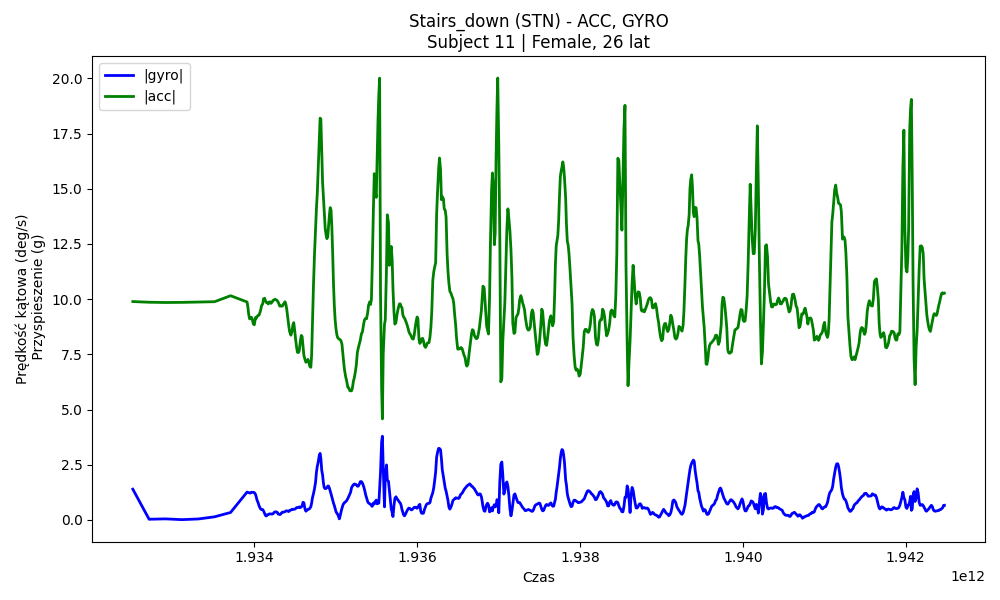 Stairs_down (STN) - ACC, GYRO
Subject 11 | Female, 26 lat
|gyro|
|acc|
20.0
17.5
15.0
12.5
10.0
7.5
5.0
2.5
0.0
Prędkość kątowa (deg/s)
Przyspieszenie (g)
1.934
1.936
1.938
1.940
1.942
1e12
Czas